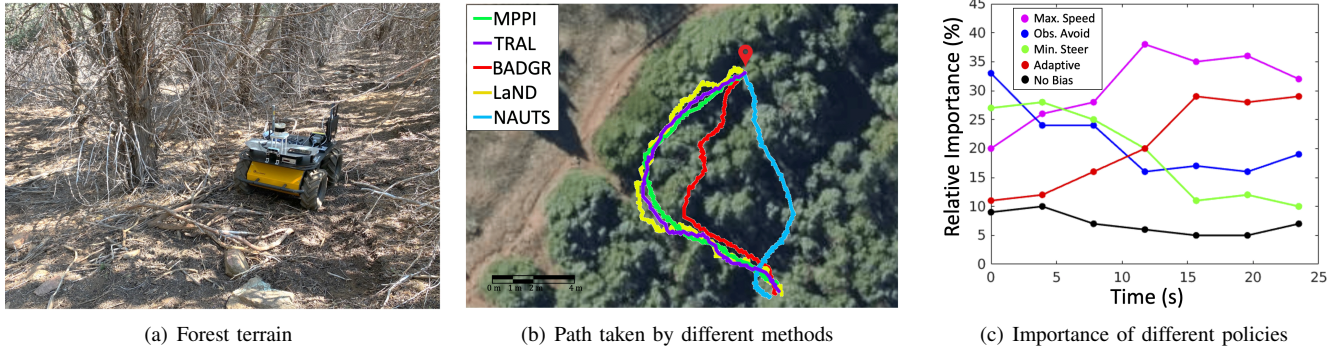 MPPI
TRAL
BADGR
LaND
NAUTS
0 m 1 m 2 m 4 m
Relative Importance (%)
45
40
35
30
25
20
15
10
5
0
Max. Speed
Obs. Avoid
Min. Steer
Adaptive
No Bias
0 5 10 15 20 25
Time (s)
(a) Forest terrain
(b) Path taken by different methods
(c) Importance of different policies